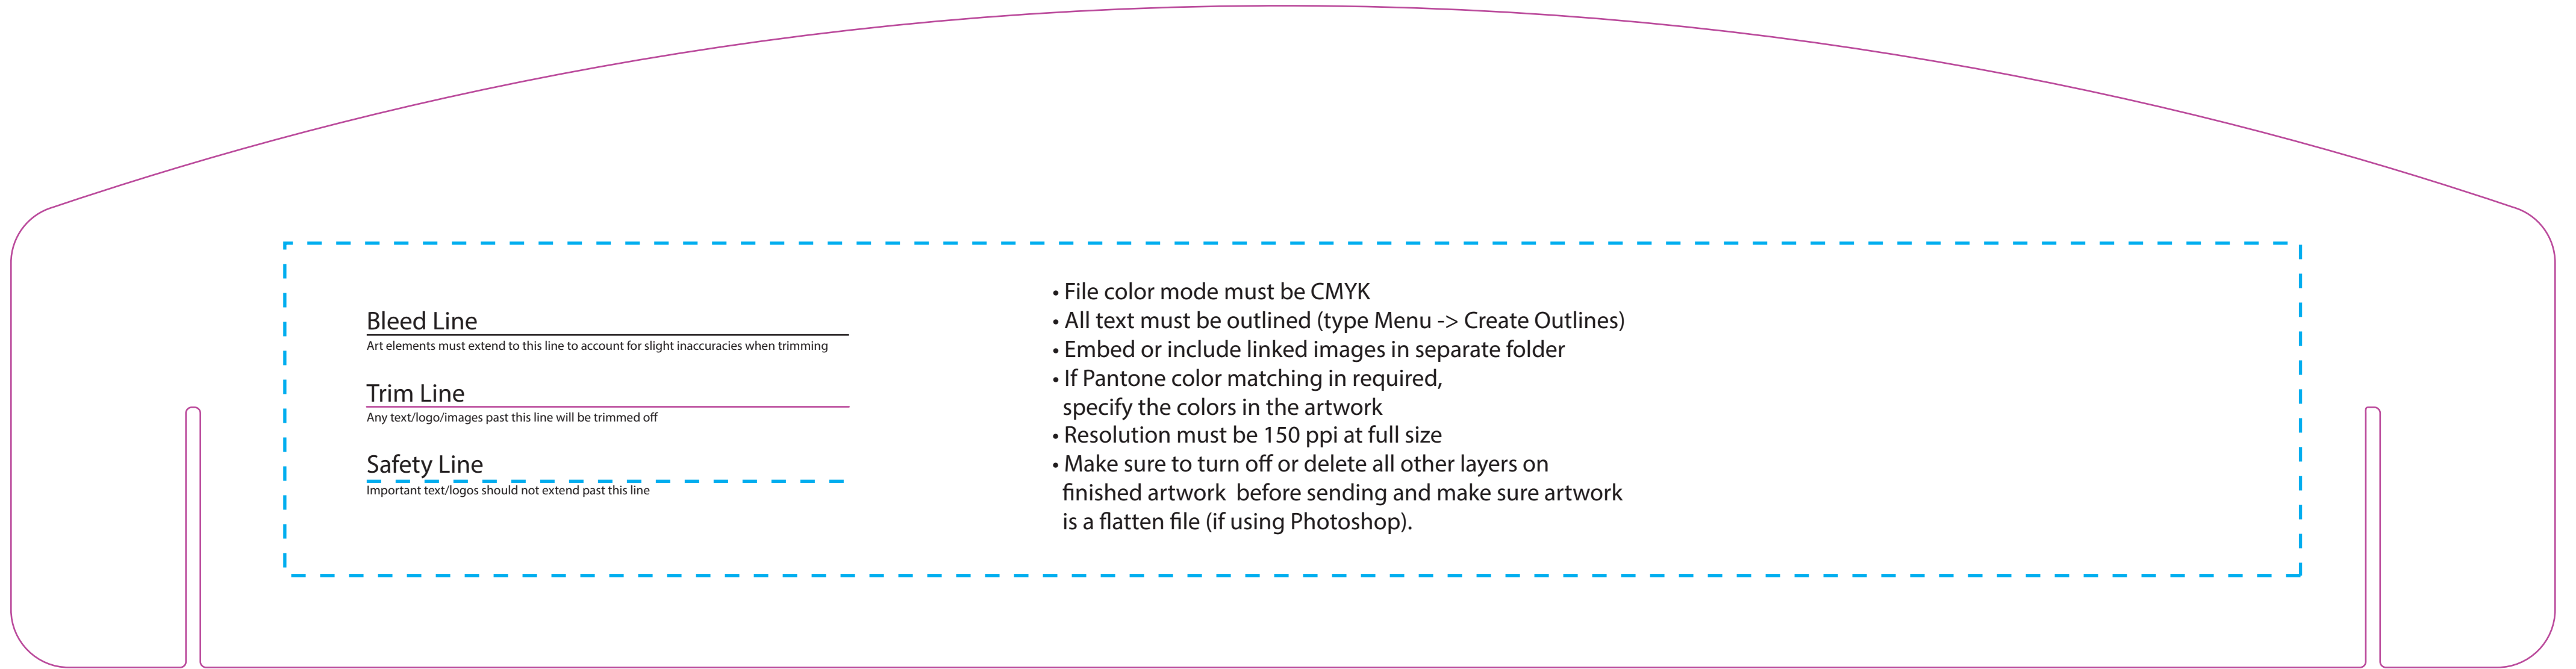 Bleed Line
Art elements must extend to this line to account for slight inaccuracies when trimming
Trim Line
Any text/logo/images past this line will be trimmed off
Safety Line
Important text/logos should not extend past this line
• File color mode must be CMYK
• All text must be outlined (type Menu -> Create Outlines)
• Embed or include linked images in separate folder
• If Pantone color matching in required,
specify the colors in the artwork
• Resolution must be 150 ppi at full size
• Make sure to turn off or delete all other layers on
finished artwork  before sending and make sure artwork
is a flatten file (if using Photoshop).